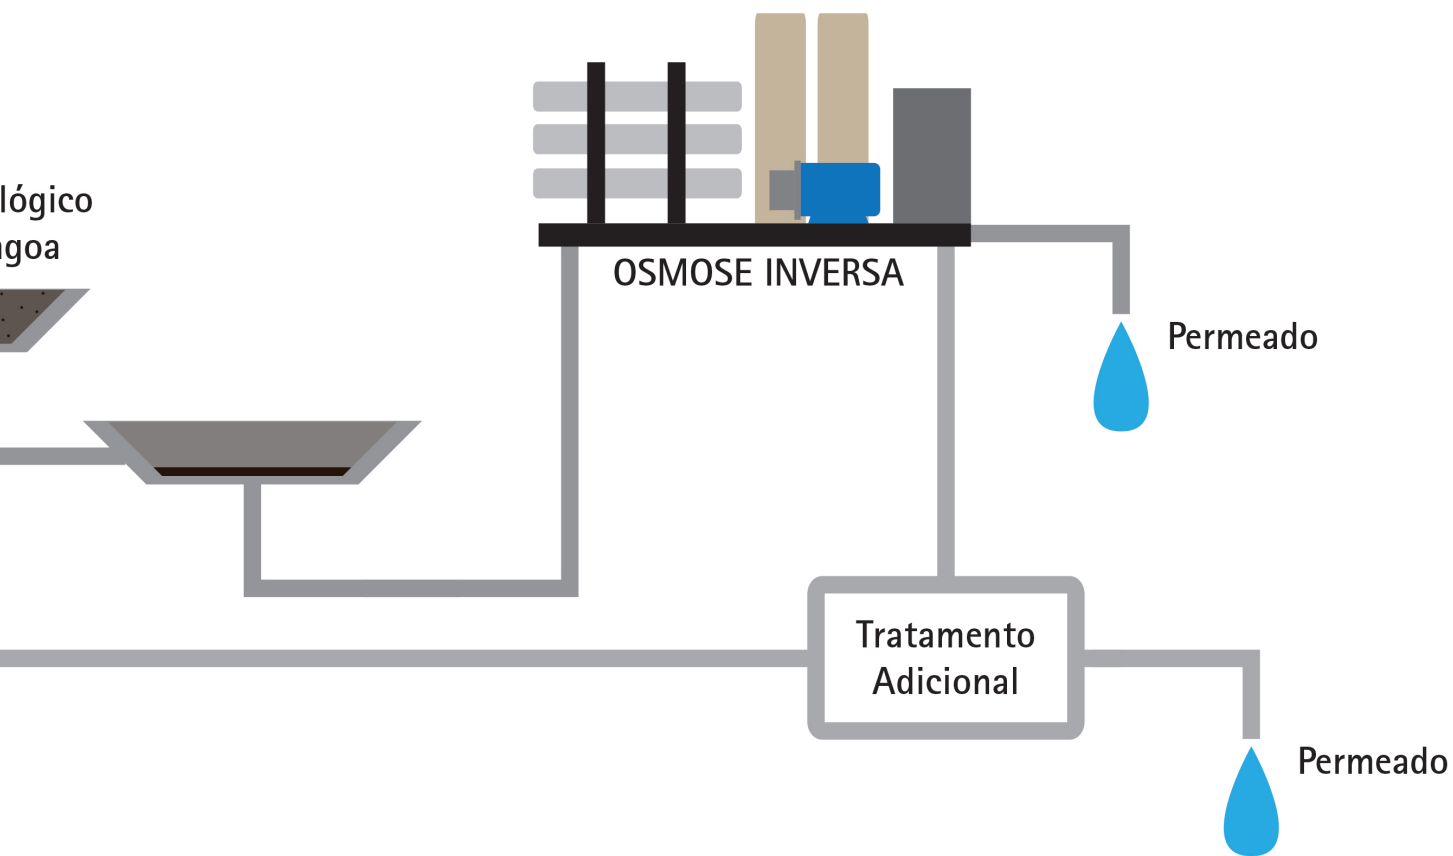 lógico
goa
OSMOSE INVERSA
Permeado
Tratamento
Adicional
Permeado